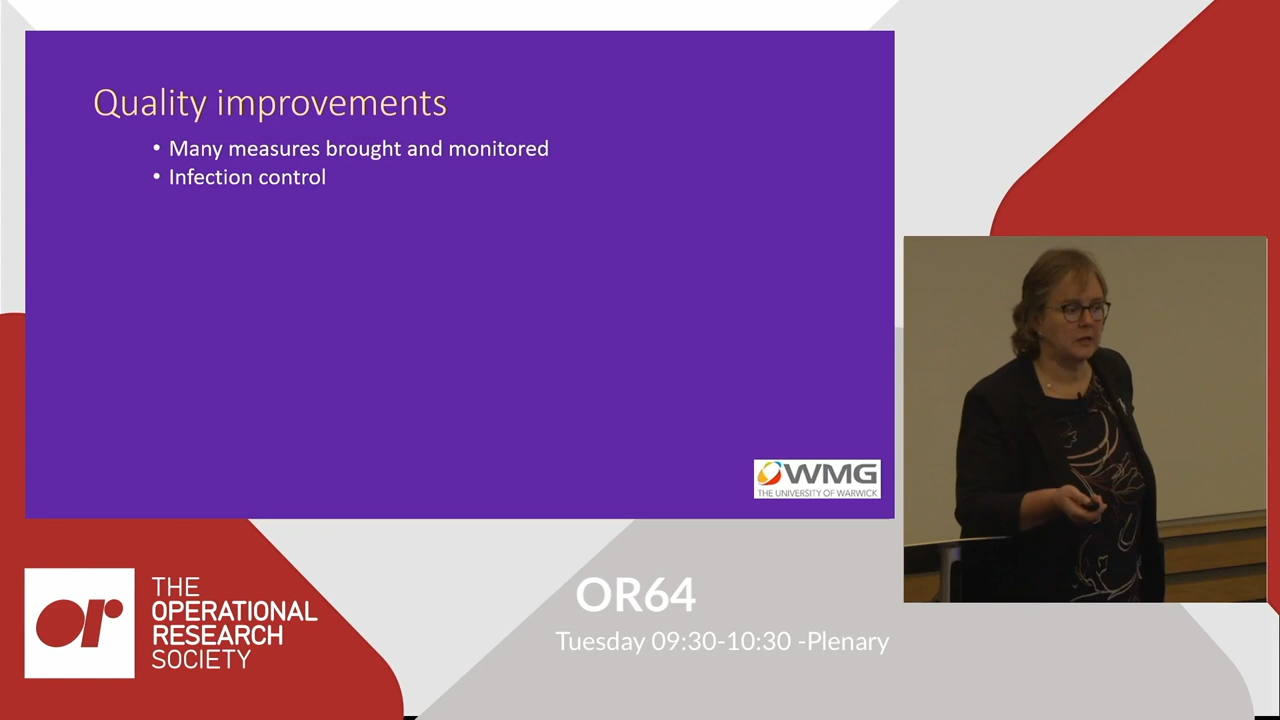 Quality improvements
• Many measures brought and monitored
• Infection control
WMG
THE UNIVERSITY OF WARWICK
or
THE
OPERATIONAL
RESEARCH
SOCIETY
OR64
Tuesday 09:30-10:30 -Plenary